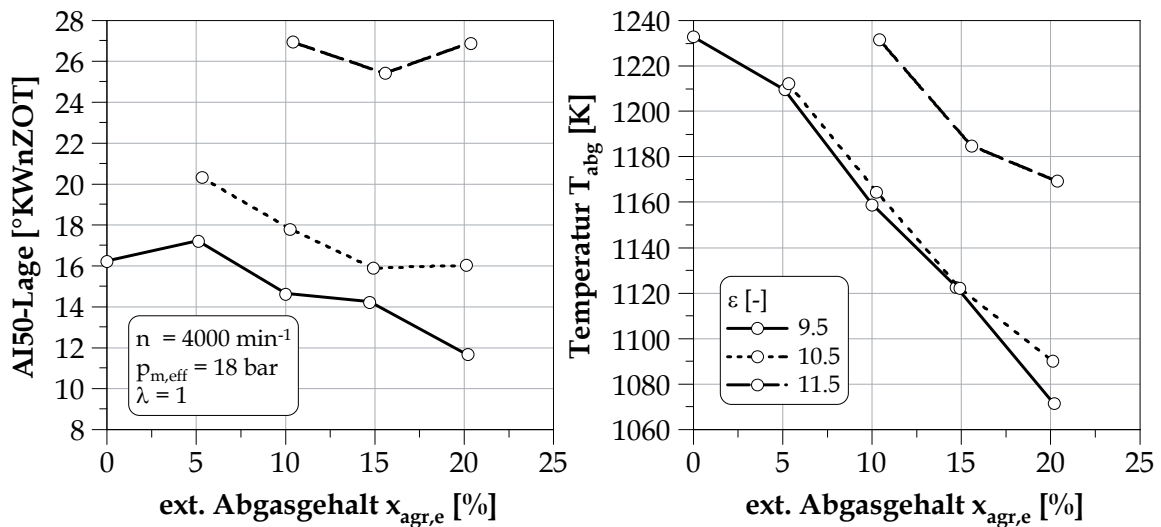 AI50-Lage [°KWnZOT]
28
26
24
22
20
18
16
14
12
10
8
n = 4000 min-1
pm,eff = 18 bar
λ = 1
0 5 10 15 20 25
ext. Abgasgehalt xagr,e [%]
Temperatur Tabg [K]
1240
1220
1200
1180
1160
1140
1120
1100
1080
1060
ε [-]
9.5
10.5
11.5
0 5 10 15 20 25
ext. Abgasgehalt xagr,e [%]